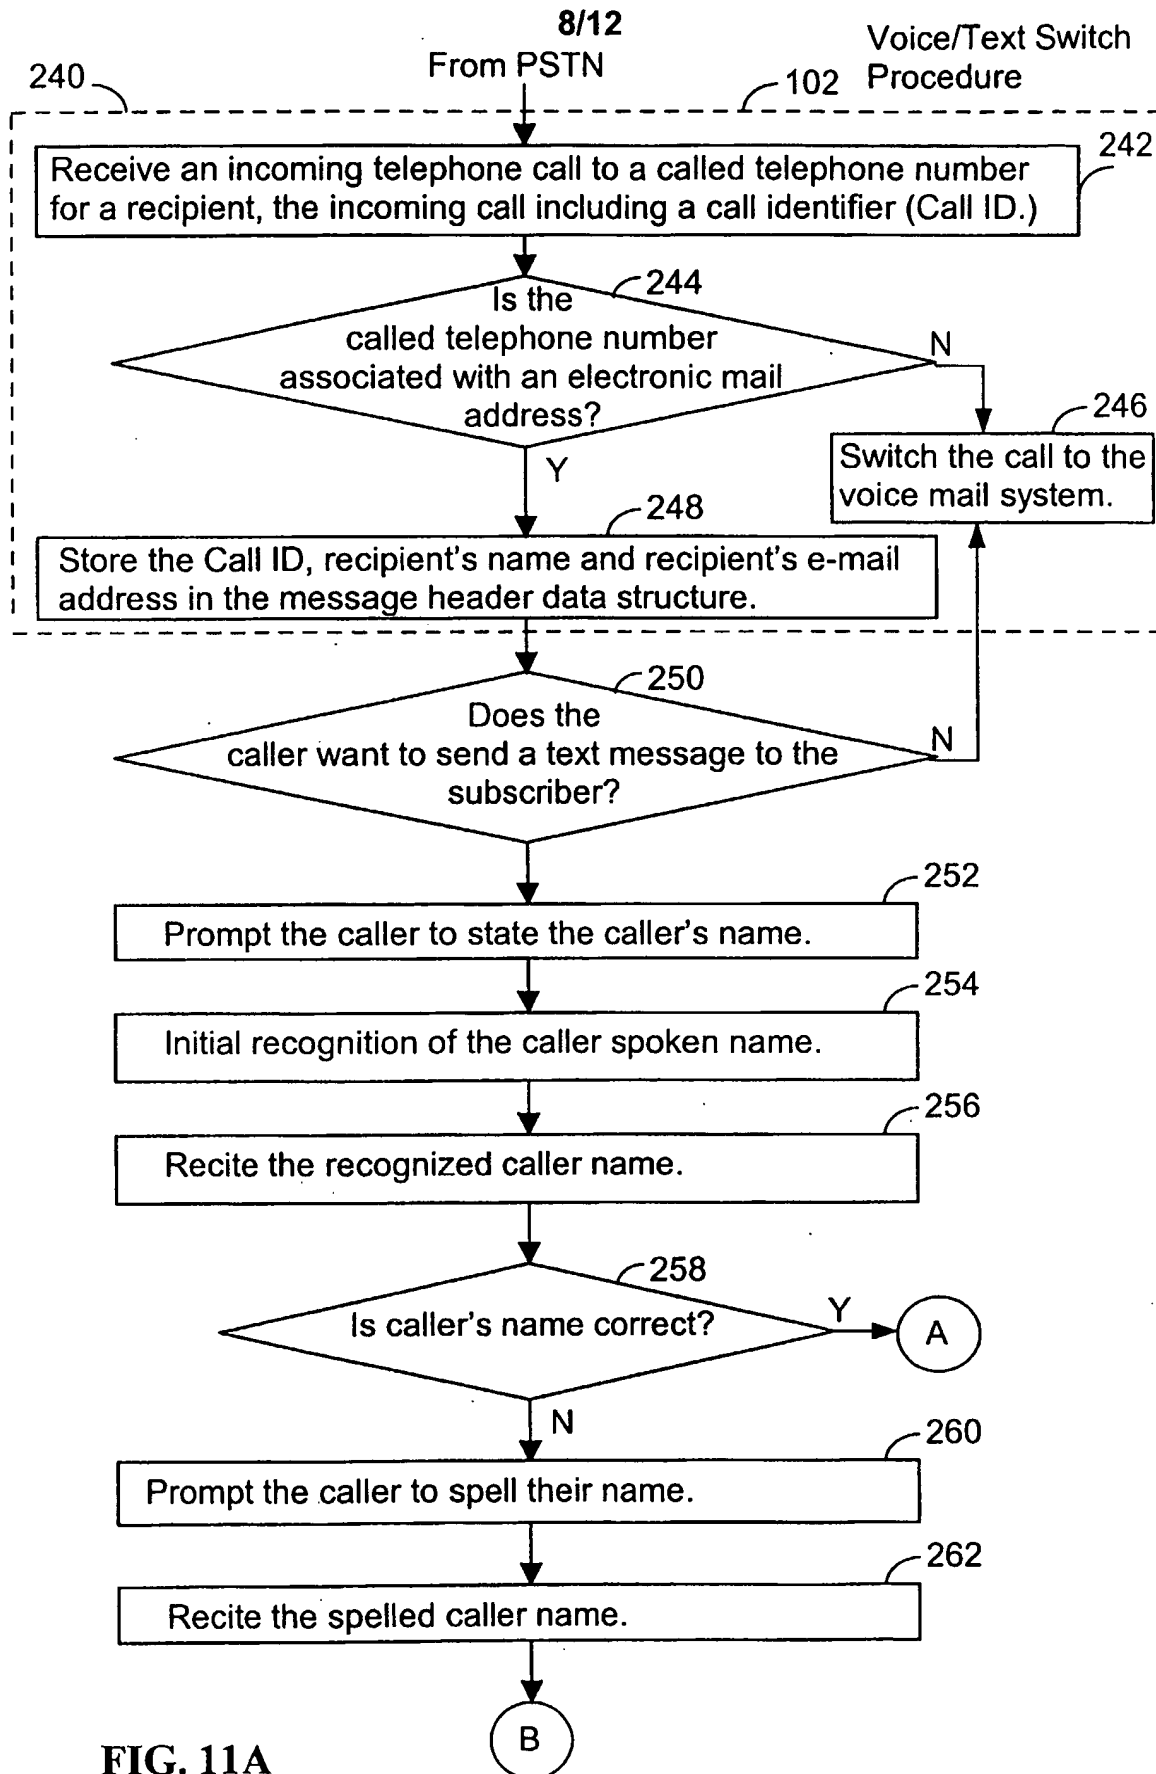 8/12
From PSTN
Voice/Text Switch
Procedure
240
102
242
Receive an incoming telephone call to a called telephone number
for a recipient, the incoming call including a call identifier (Call ID.)
244
Is the
called telephone number
associated with an electronic mail
address?
N
246
Switch the call to the
voice mail system.
Y
248
Store the Call ID, recipient's name and recipient's e-mail
address in the message header data structure.
250
Does the
caller want to send a text message to the
subscriber?
N
252
Prompt the caller to state the caller's name.
254
Initial recognition of the caller spoken name.
256
Recite the recognized caller name.
258
Is caller's name correct?
Y
A
N
260
Prompt the caller to spell their name.
262
Recite the spelled caller name.
B
FIG. 11A